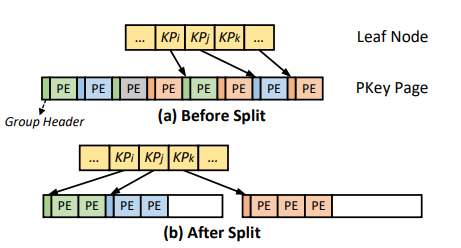 ... KPi KPj KPk ... Leaf Node
PE PE PE PE PE PE PE PKey Page
Group Header
(a) Before Split
... KPi KPj KPk ...
PE PE PE PE PE PE PE
(b) After Split